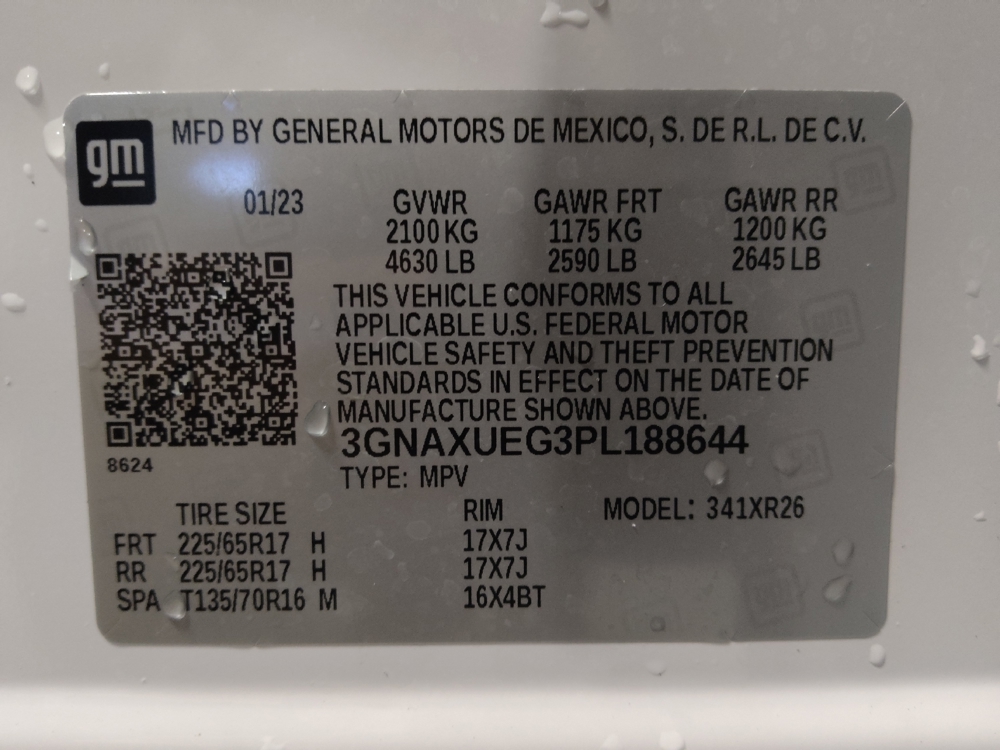 gm
MFD BY GENERAL MOTORS DE MEXICO, S. DE R.L. DE C.V.
01/23 GVWR GAWR FRT GAWR RR
2100 KG 1175 KG 1200 KG
4630 LB 2590 LB 2645 LB
THIS VEHICLE CONFORMS TO ALL
APPLICABLE U.S. FEDERAL MOTOR
VEHICLE SAFETY AND THEFT PREVENTION
STANDARDS IN EFFECT ON THE DATE OF
MANUFACTURE SHOWN ABOVE.
3GNAXUEG3PL188644
8624
TYPE: MPV
TIRE SIZE RIM MODEL: 341XR26
FRT 225/65R17 H 17X7J
RR 225/65R17 H 17X7J
SPA T135/70R16 M 16X4BT